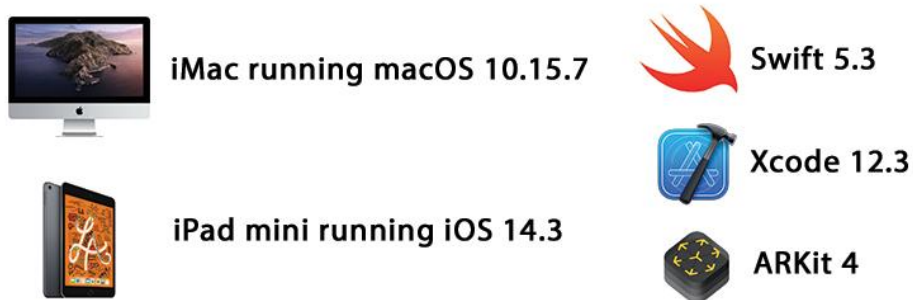 iMac running macOS 10.15.7
iPad mini running iOS 14.3
Swift 5.3
Xcode 12.3
ARKit 4